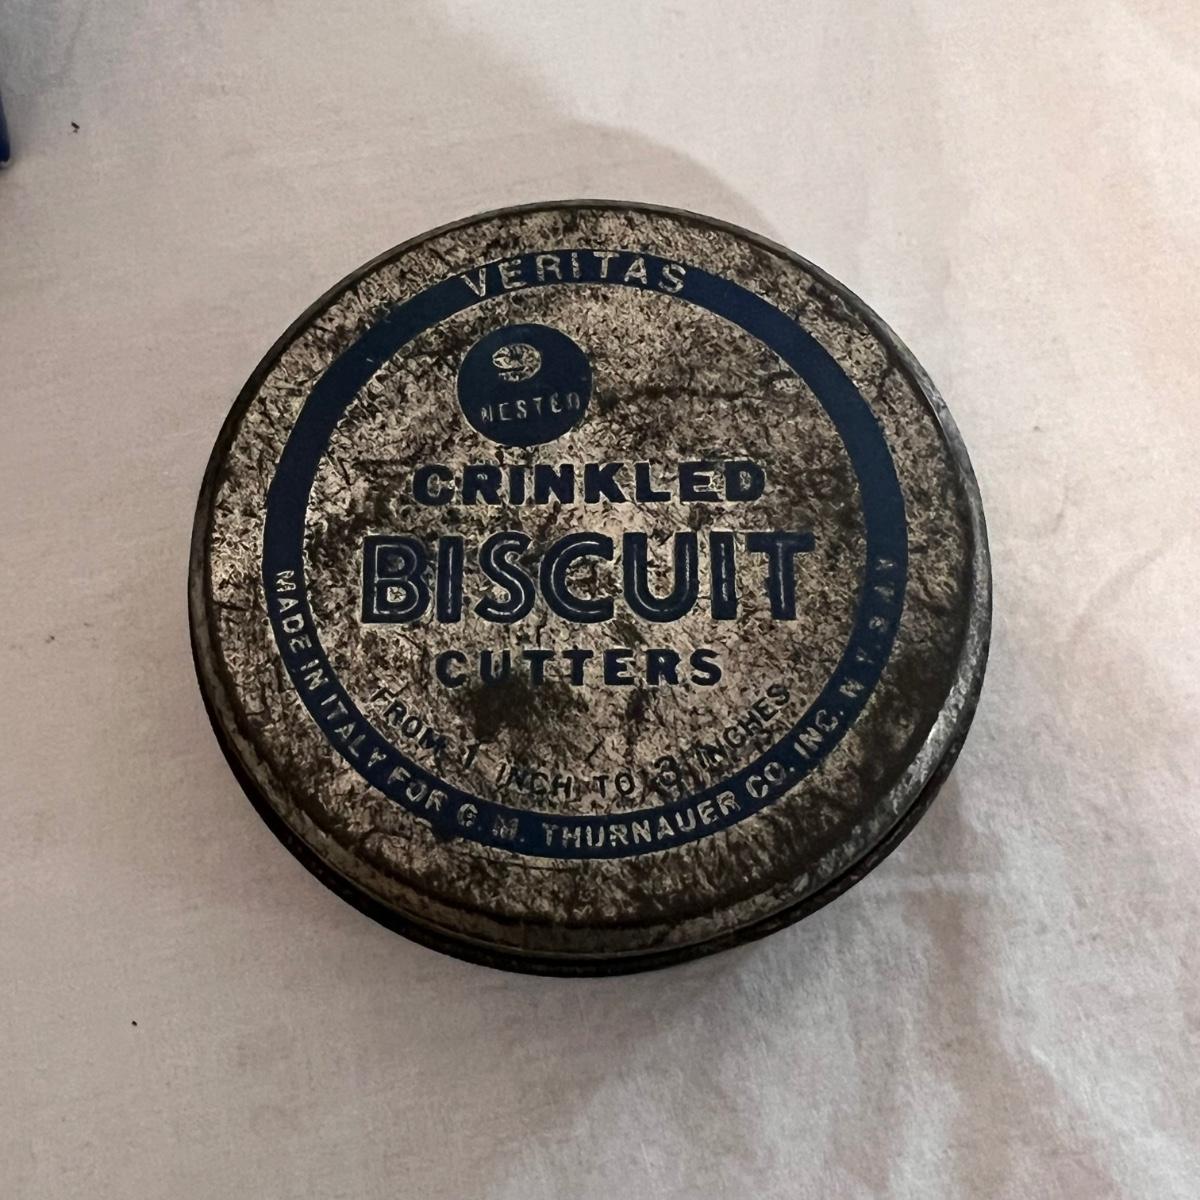 VERITAS
9
NESTED
CRINKLED
BISCUIT
CUTTERS
FROM 1 INCH TO 3 INCHES
MADE IN ITALY FOR G. M. THURNAUER CO. INC. N Y.